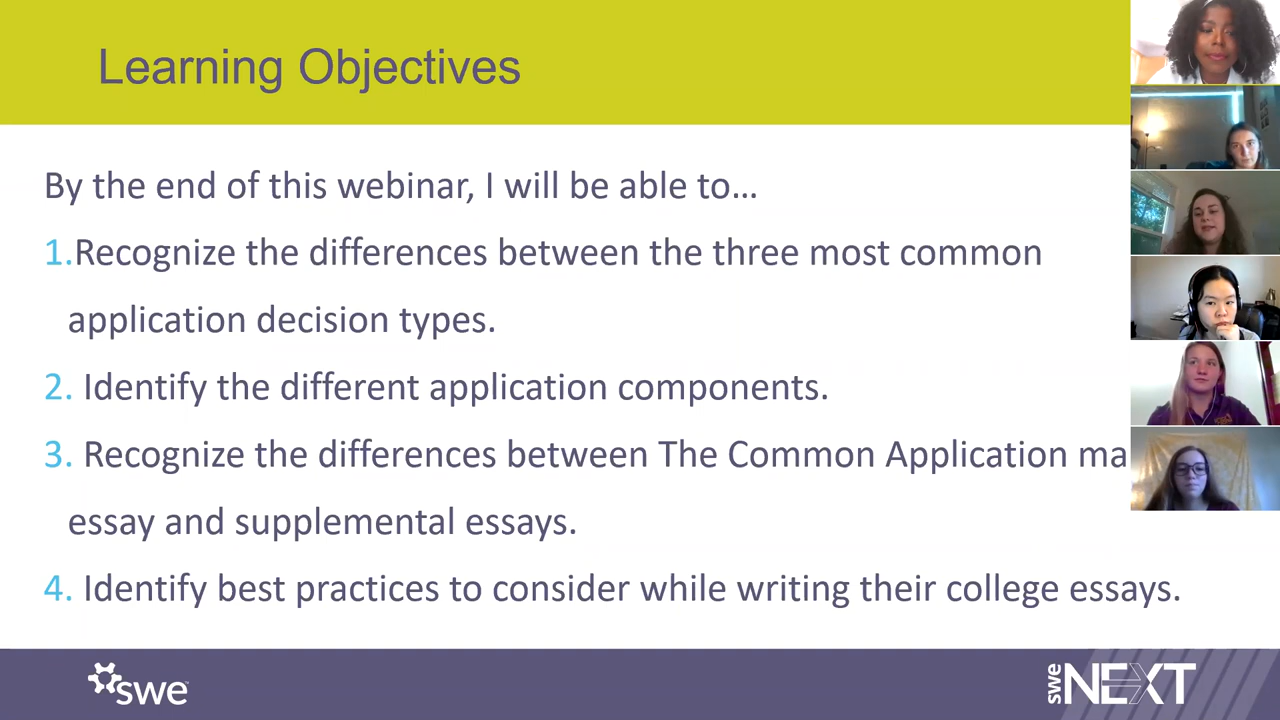 Learning Objectives
By the end of this webinar, I will be able to…
1.Recognize the differences between the three most common
application decision types.
2. Identify the different application components.
3. Recognize the differences between The Common Application
essay and supplemental essays.
4. Identify best practices to consider while writing their college essays.
swe
swe NEXT